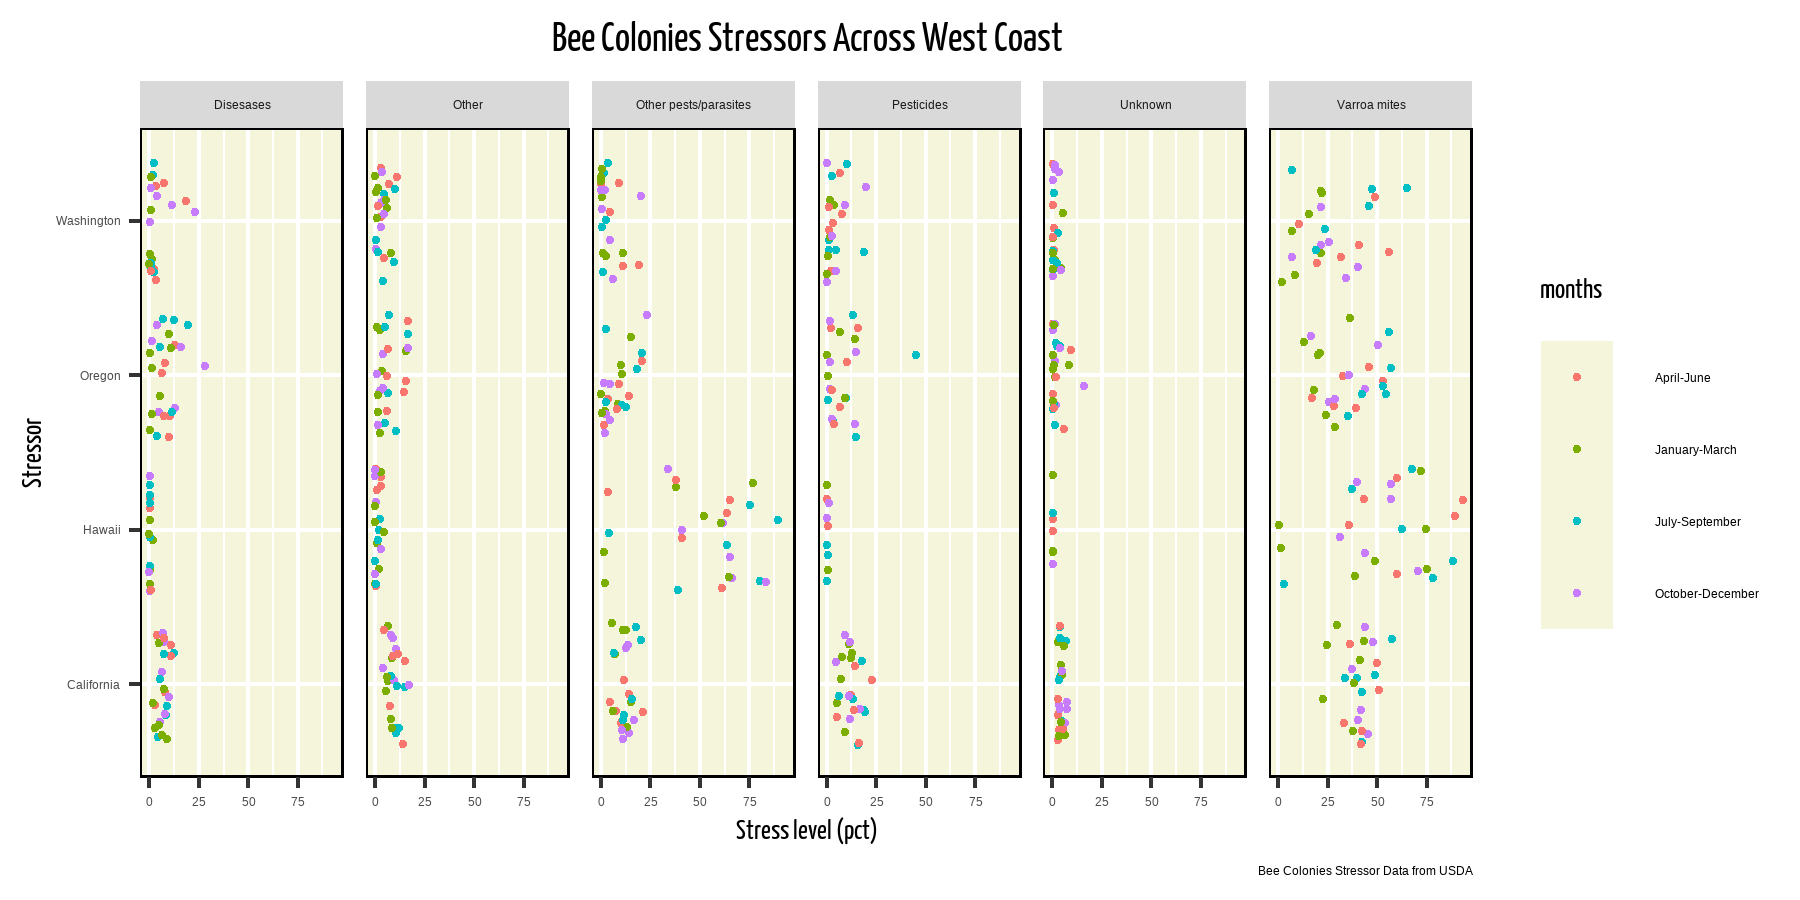 Bee Colonies Stressors Across West Coast
Disesases
Other
Other pests/parasites
Pesticides
Unknown
Varroa mites
Stressor
Washington
Oregon
Hawaii
California
0 25 50 75
0 25 50 75
0 25 50 75
0 25 50 75
0 25 50 75
0 25 50 75
Stress level (pct)
months
April-June
January-March
July-September
October-December
Bee Colonies Stressor Data from USDA